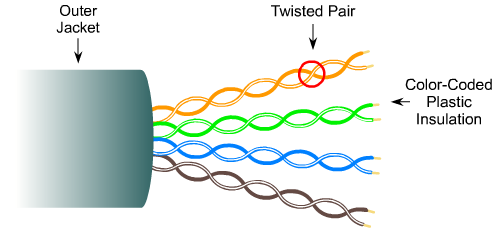 Outer
Jacket
Twisted Pair
Color-Coded
Plastic
Insulation